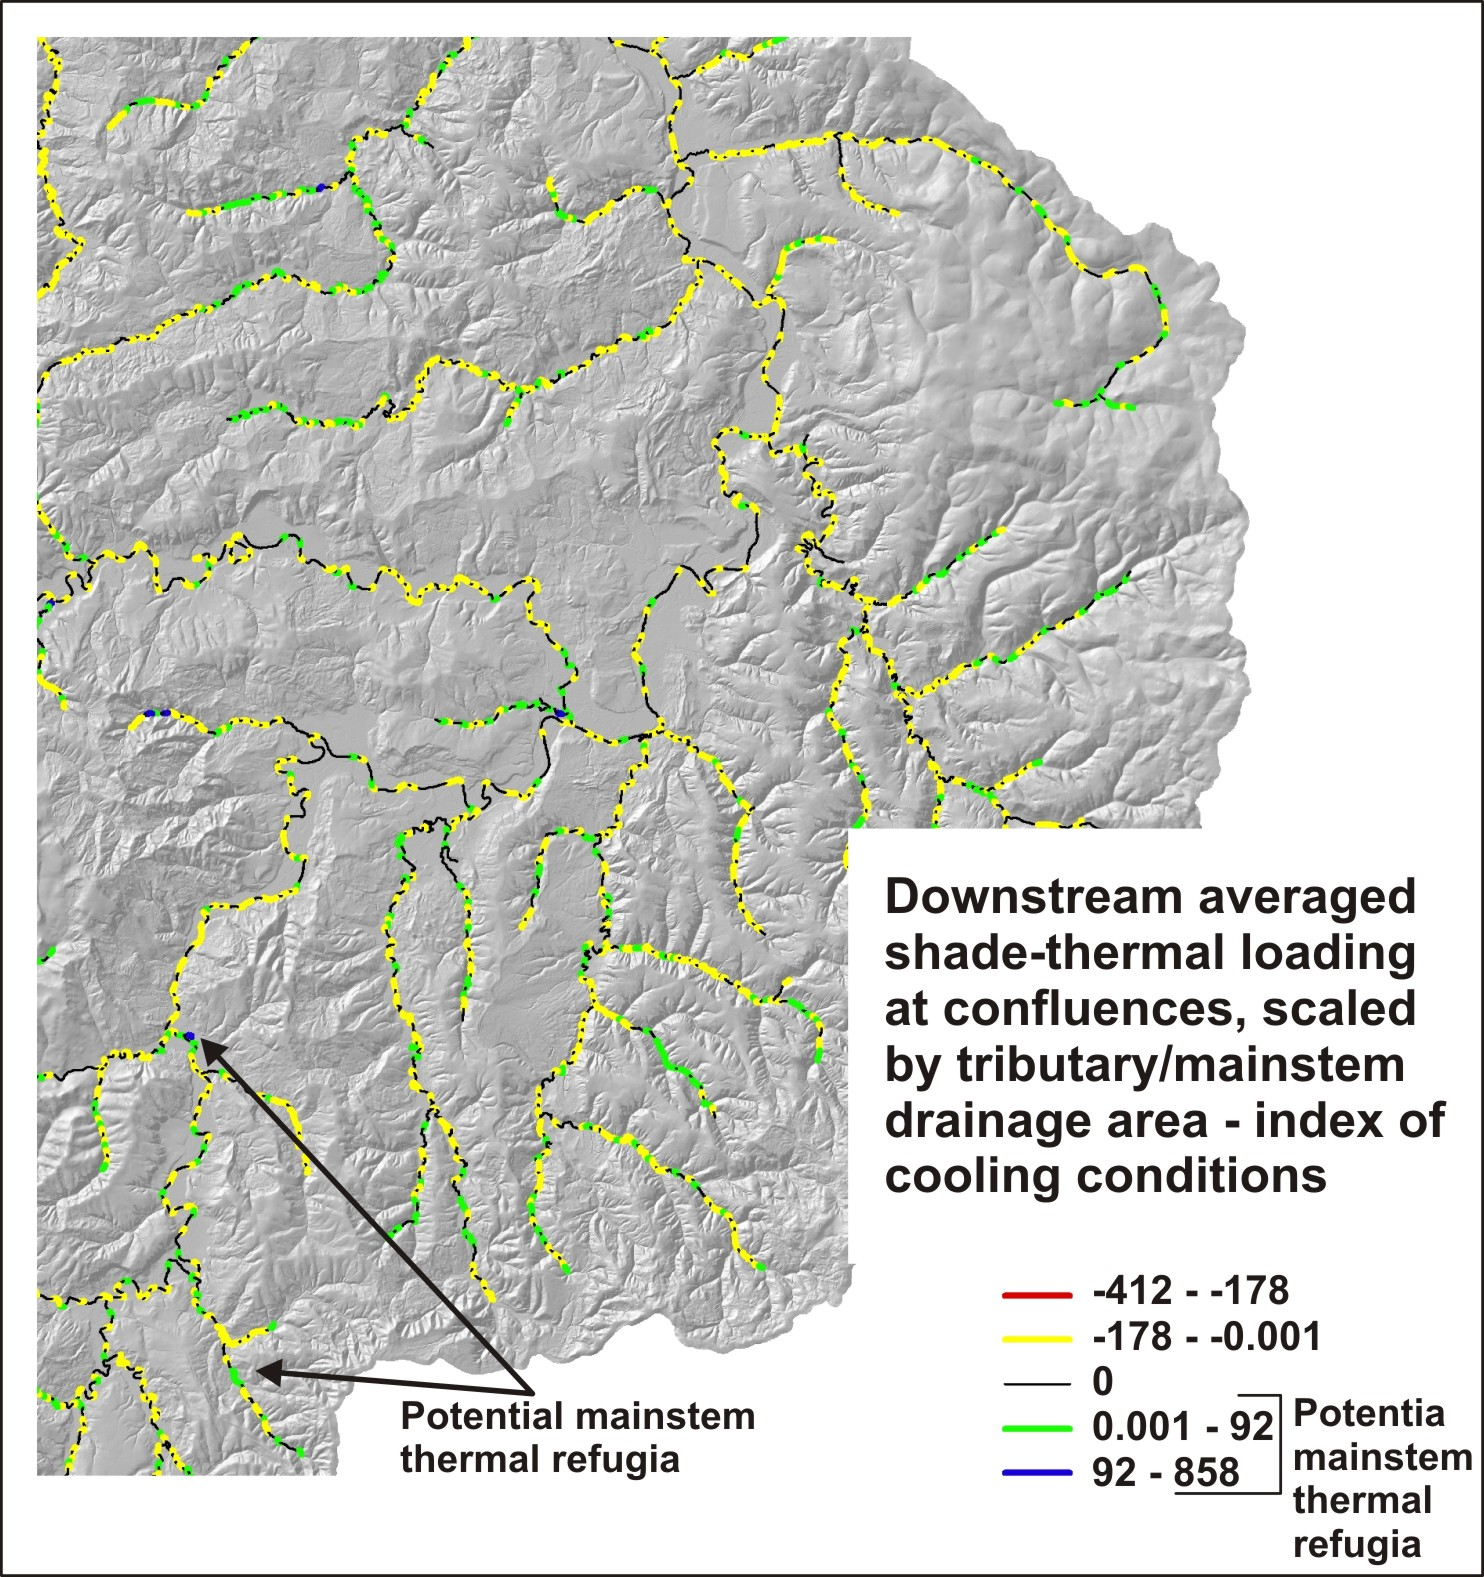 Downstream averaged
shade-thermal loading
at confluences, scaled
by tributary/mainstem
drainage area - index of
cooling conditions
-412 - -178
-178 - -0.001
0
0.001 - 92
92 - 858
Potentia
mainstem
thermal
refugia
Potential mainstem
thermal refugia